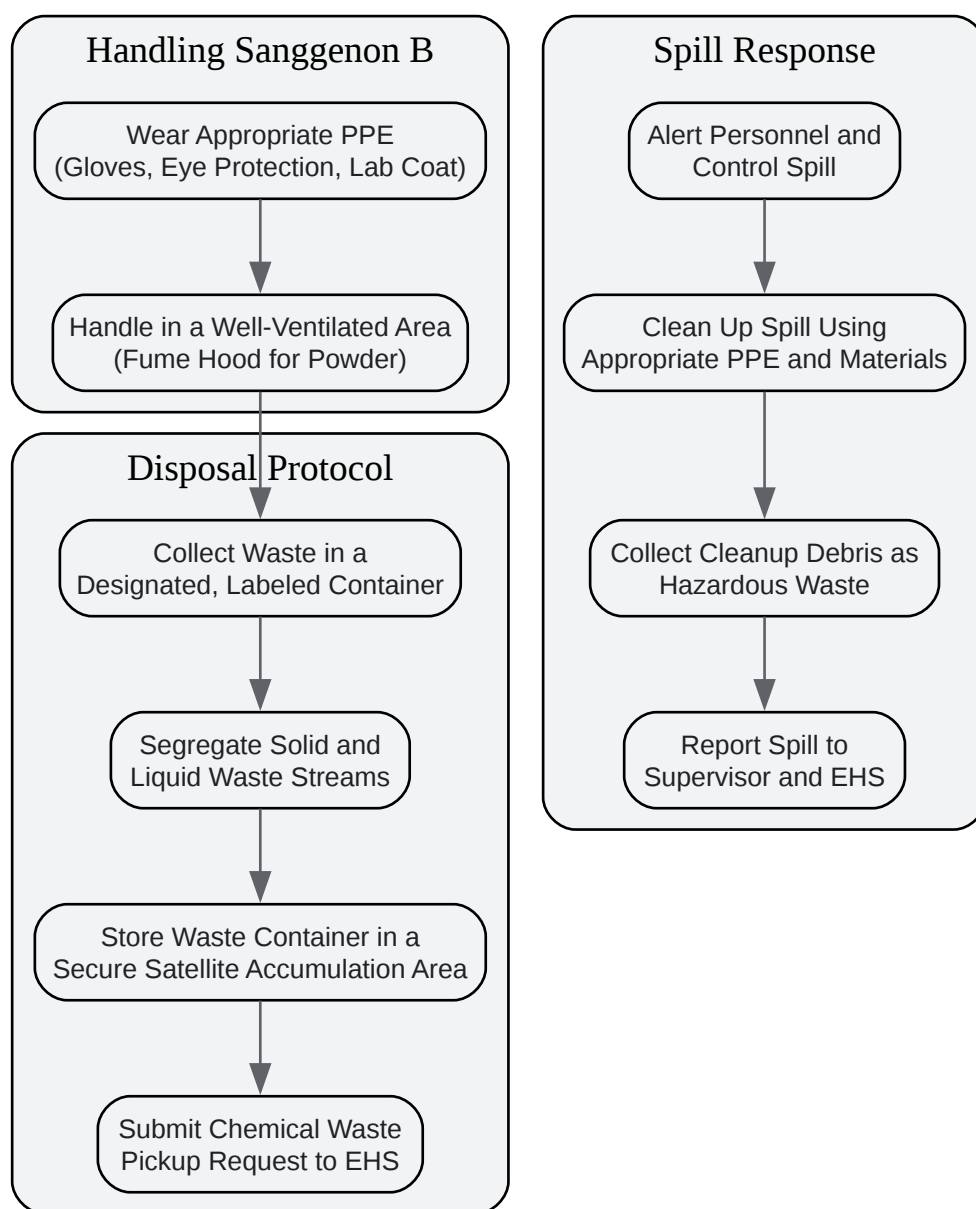 Handling Sanggenon B
Wear Appropriate PPE
(Gloves, Eye Protection, Lab Coat)
Handle in a Well-Ventilated Area
(Fume Hood for Powder)
Disposal Protocol
Collect Waste in a
Designated, Labeled Container
Segregate Solid and
Liquid Waste Streams
Store Waste Container in a
Secure Satellite Accumulation Area
Submit Chemical Waste
Pickup Request to EHS
Spill Response
Alert Personnel and
Control Spill
Clean Up Spill Using
Appropriate PPE and Materials
Collect Cleanup Debris as
Hazardous Waste
Report Spill to
Supervisor and EHS